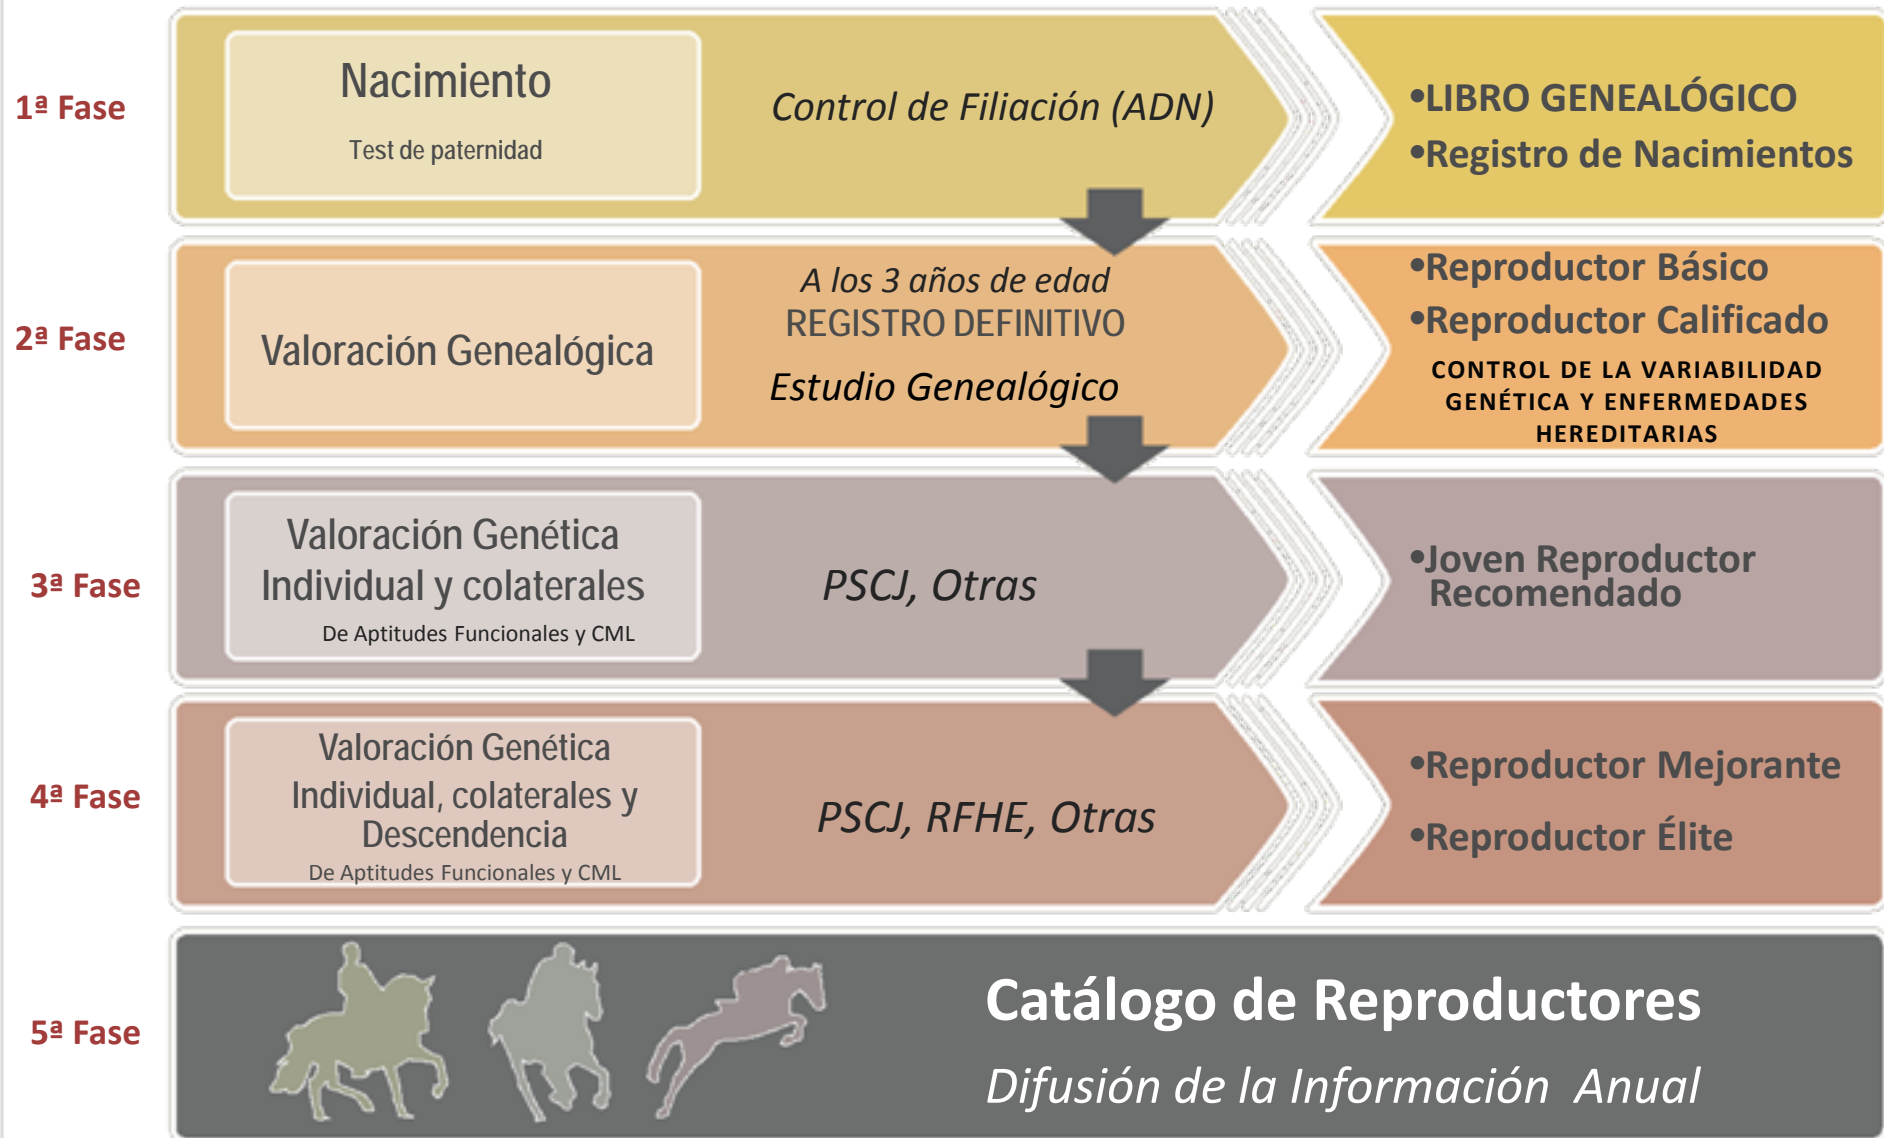 1ª Fase
Nacimiento
Test de paternidad
Control de Filiación (ADN)
•LIBRO GENEALÓGICO
•Registro de Nacimientos
2ª Fase
Valoración Genealógica
A los 3 años de edad
REGISTRO DEFINITIVO
Estudio Genealógico
•Reproductor Básico
•Reproductor Calificado
CONTROL DE LA VARIABILIDAD
GENÉTICA Y ENFERMEDADES
HEREDITARIAS
3ª Fase
Valoración Genética
Individual y colaterales
De Aptitudes Funcionales y CML
PSCJ, Otras
•Joven Reproductor
Recomendado
4ª Fase
Valoración Genética
Individual, colaterales y
Descendencia
De Aptitudes Funcionales y CML
PSCJ, RFHE, Otras
•Reproductor Mejorante
•Reproductor Élite
5ª Fase
Catálogo de Reproductores
Difusión de la Información Anual